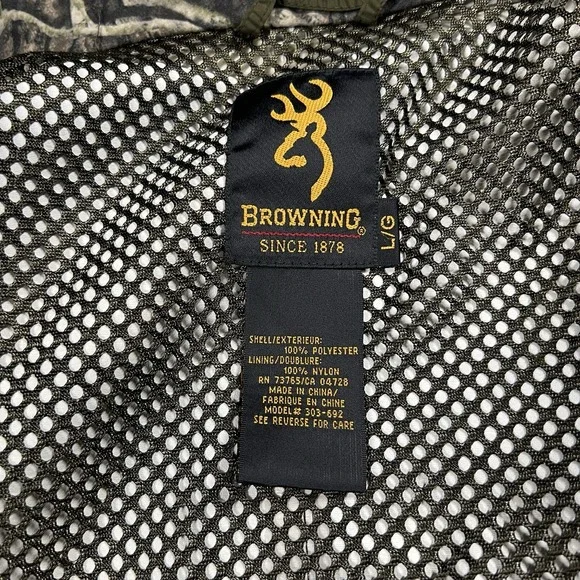 BROWNING®
SINCE 1878
L/G
SHELL/EXTERIEUR:
100% POLYESTER
LINING/DOUBLURE:
100% NYLON
RN 73765/CA 04728
MADE IN CHINA/
FABRIQUE EN CHINE
MODEL# 303-692
SEE REVERSE FOR CARE